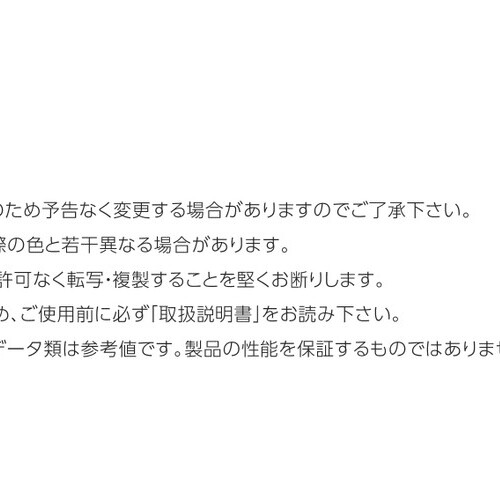 のため予告なく変更する場合がありますのでご了承下さい。
際の色と若干異なる場合があります。
許可なく転写・複製することを堅くお断りします。
め、ご使用前に必ず「取扱説明書」をお読み下さい。
データ類は参考値です。製品の性能を保証するものではありませ